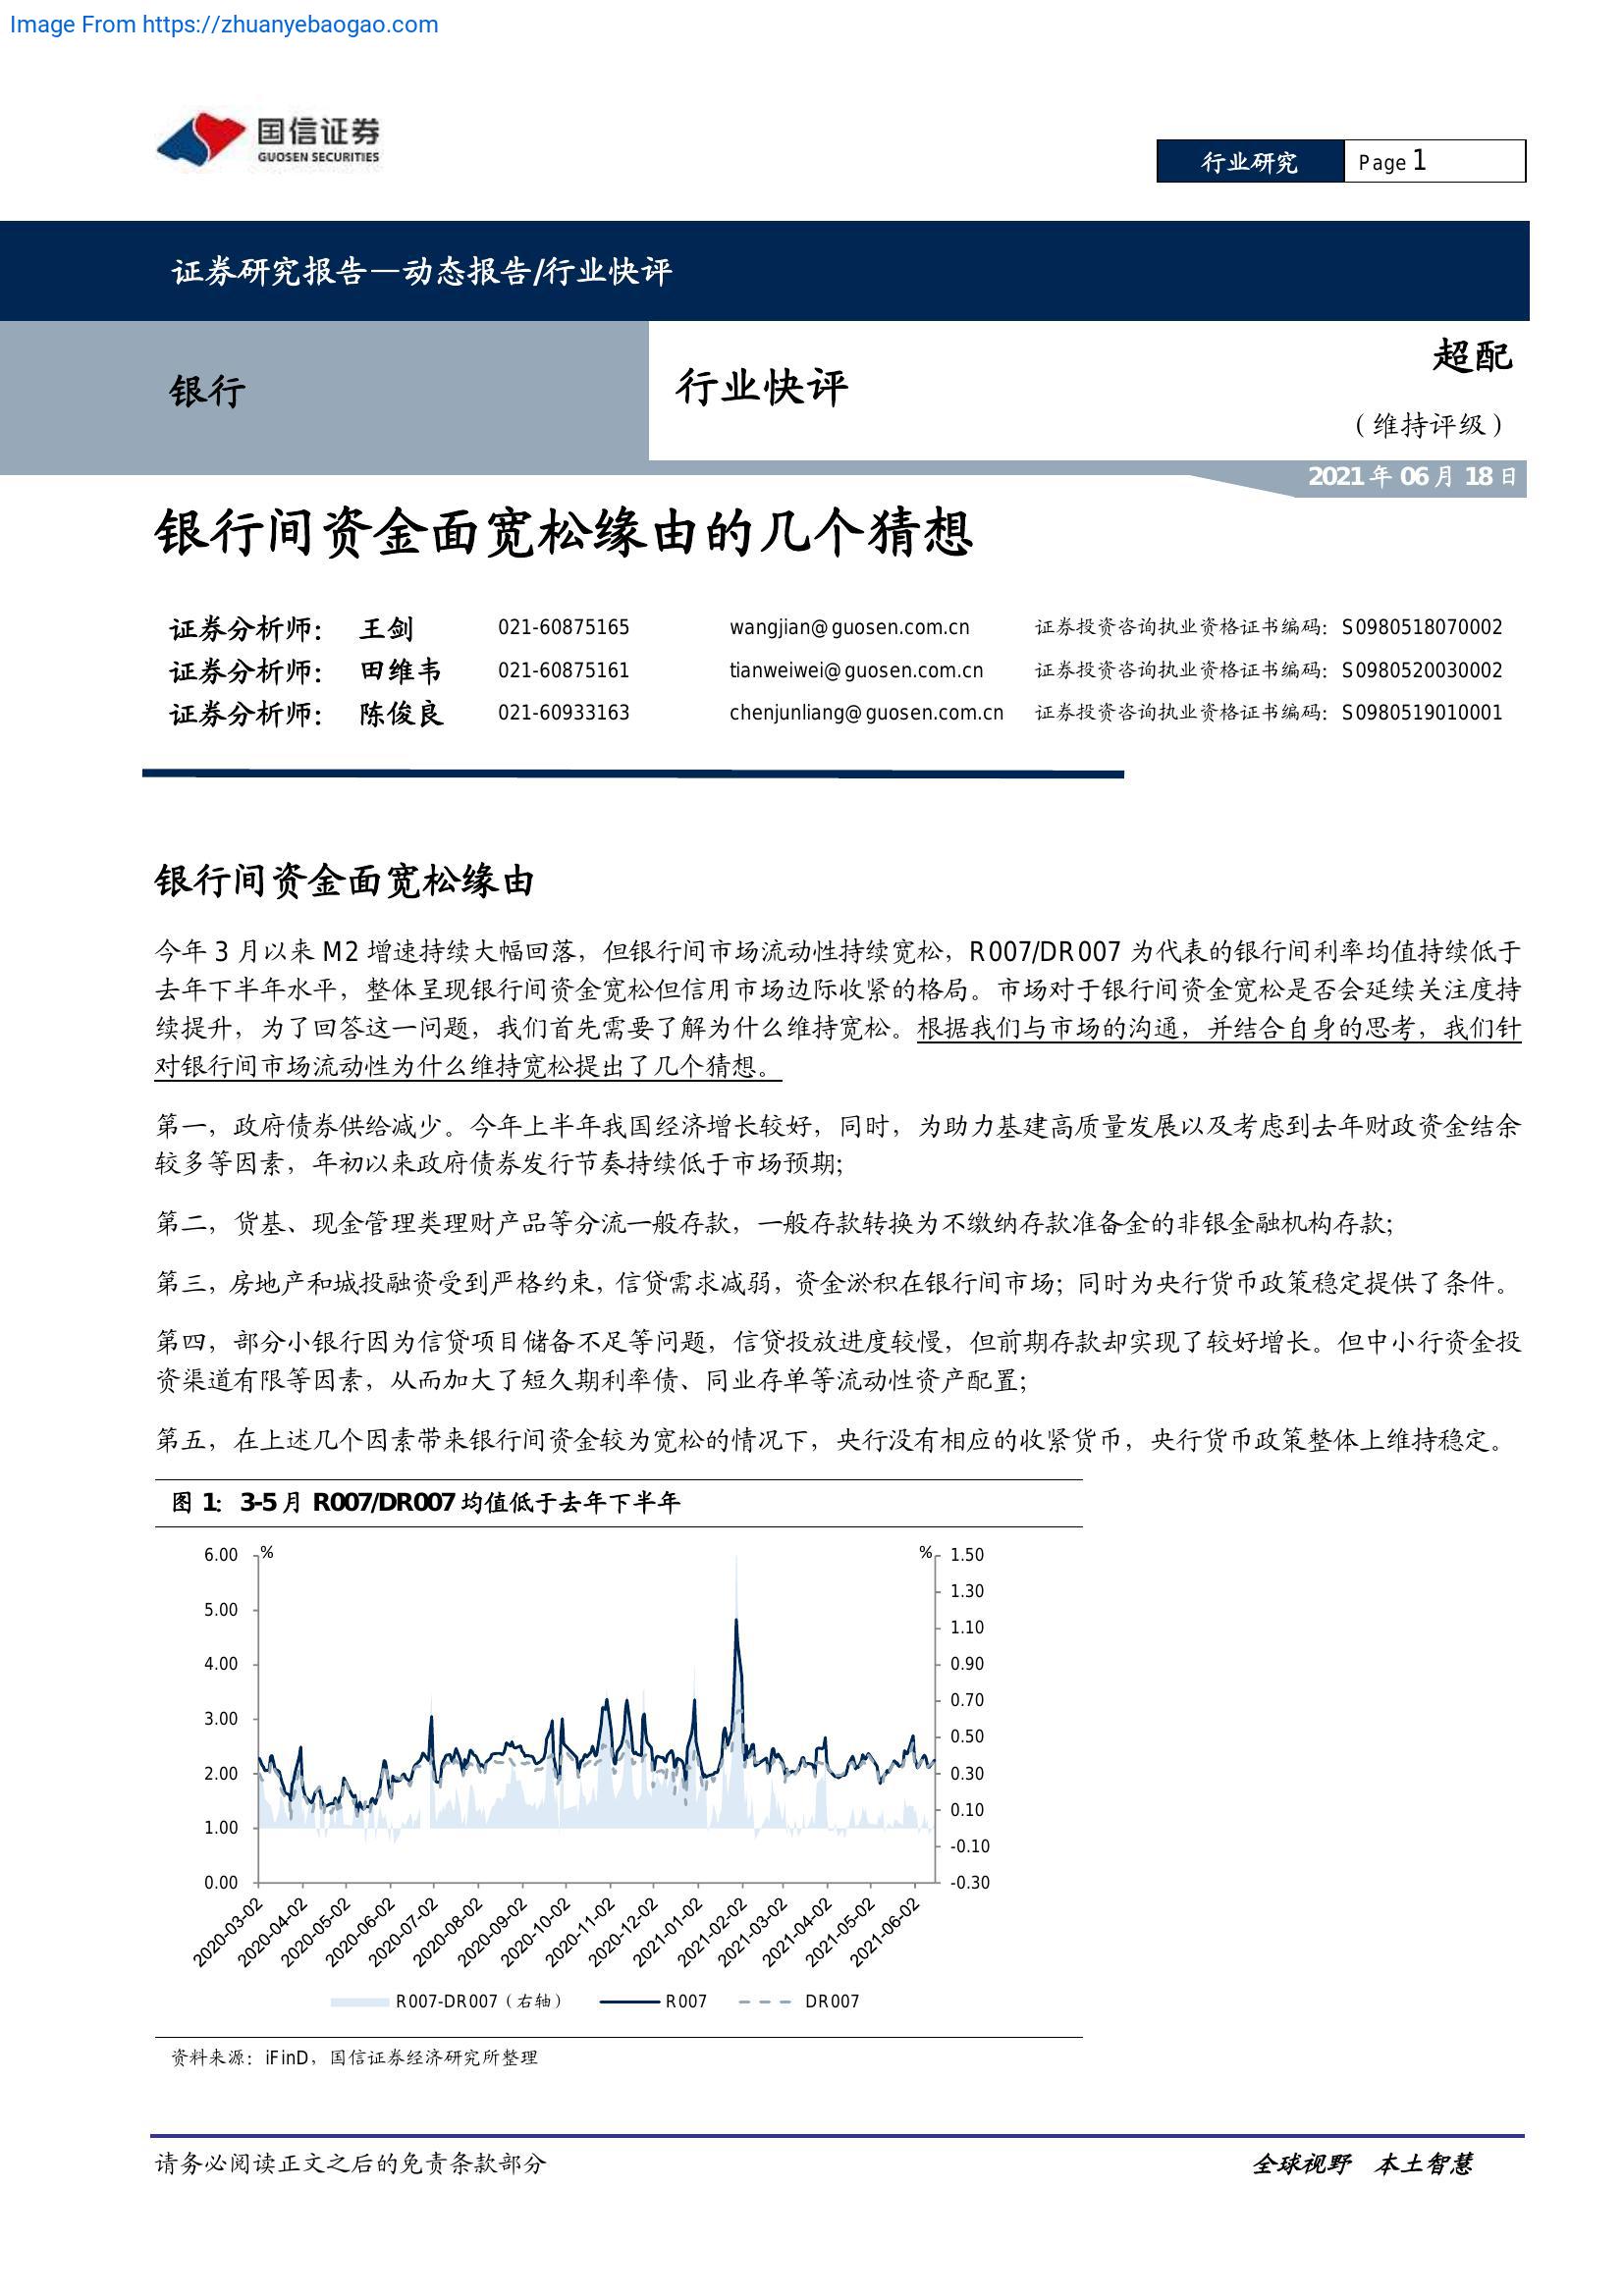 Image From https://zhuanyebaogao.com
国信证券
GUOSEN SECURITIES
行业研究
Page 1
证券研究报告—动态报告/行业快评
银行
行业快评
超配
（维持评级）
2021 年 06 月 18 日
银行间资金面宽松缘由的几个猜想
证券分析师： 王剑 021-60875165 wangjian@guosen.com.cn 证券投资咨询执业资格证书编码：S0980518070002
证券分析师： 田维韦 021-60875161 tianweiwei@guosen.com.cn 证券投资咨询执业资格证书编码：S0980520030002
证券分析师： 陈俊良 021-60933163 chenjunliang@guosen.com.cn 证券投资咨询执业资格证书编码：S0980519010001
银行间资金面宽松缘由
今年 3 月以来 M2 增速持续大幅回落，但银行间市场流动性持续宽松，R007/DR007 为代表的银行间利率均值持续低于
去年下半年水平，整体呈现银行间资金宽松但信用市场边际收紧的格局。市场对于银行间资金宽松是否会延续关注度持
续提升，为了回答这一问题，我们首先需要了解为什么维持宽松。根据我们与市场的沟通，并结合自身的思考，我们针
对银行间市场流动性为什么维持宽松提出了几个猜想。
第一，政府债券供给减少。今年上半年我国经济增长较好，同时，为助力基建高质量发展以及考虑到去年财政资金结余
较多等因素，年初以来政府债券发行节奏持续低于市场预期；
第二，货基、现金管理类理财产品等分流一般存款，一般存款转换为不缴纳存款准备金的非银金融机构存款；
第三，房地产和城投融资受到严格约束，信贷需求减弱，资金淤积在银行间市场；同时为央行货币政策稳定提供了条件。
第四，部分小银行因为信贷项目储备不足等问题，信贷投放进度较慢，但前期存款却实现了较好增长。但中小行资金投
资渠道有限等因素，从而加大了短久期利率债、同业存单等流动性资产配置；
第五，在上述几个因素带来银行间资金较为宽松的情况下，央行没有相应的收紧货币，央行货币政策整体上维持稳定。
图 1： 3-5 月 R007/DR007 均值低于去年下半年
% %
6.00
5.00
4.00
3.00
2.00
1.00
0.00
1.50
1.30
1.10
0.90
0.70
0.50
0.30
0.10
-0.10
-0.30
2020-03-02
2020-04-02
2020-05-02
2020-06-02
2020-07-02
2020-08-02
2020-09-02
2020-10-02
2020-11-02
2020-12-02
2021-01-02
2021-02-02
2021-03-02
2021-04-02
2021-05-02
2021-06-02
R007-DR007（右轴） R007 DR007
资料来源：iFinD，国信证券经济研究所整理
请务必阅读正文之后的免责条款部分
全球视野 本土智慧